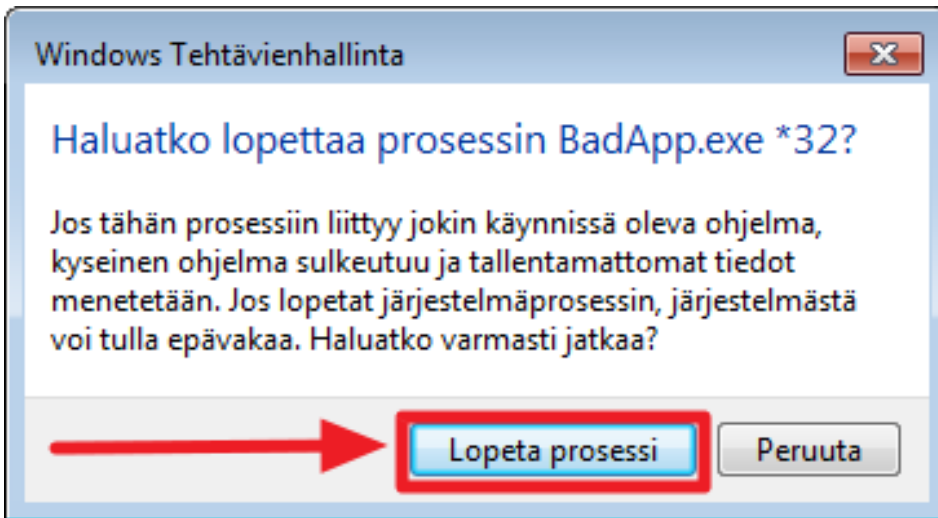 Windows Tehtävienhallinta
Haluatko lopettaa prosessin BadApp.exe *32?
Jos tähän prosessiin liittyy jokin käynnissä oleva ohjelma,
kyseinen ohjelma sulkeutuu ja tallentamattomat tiedot
menetetään. Jos lopetat järjestelmäprosessin, järjestelmästä
voi tulla epävakaa. Haluatko varmasti jatkaa?
Lopeta prosessi Peruuta